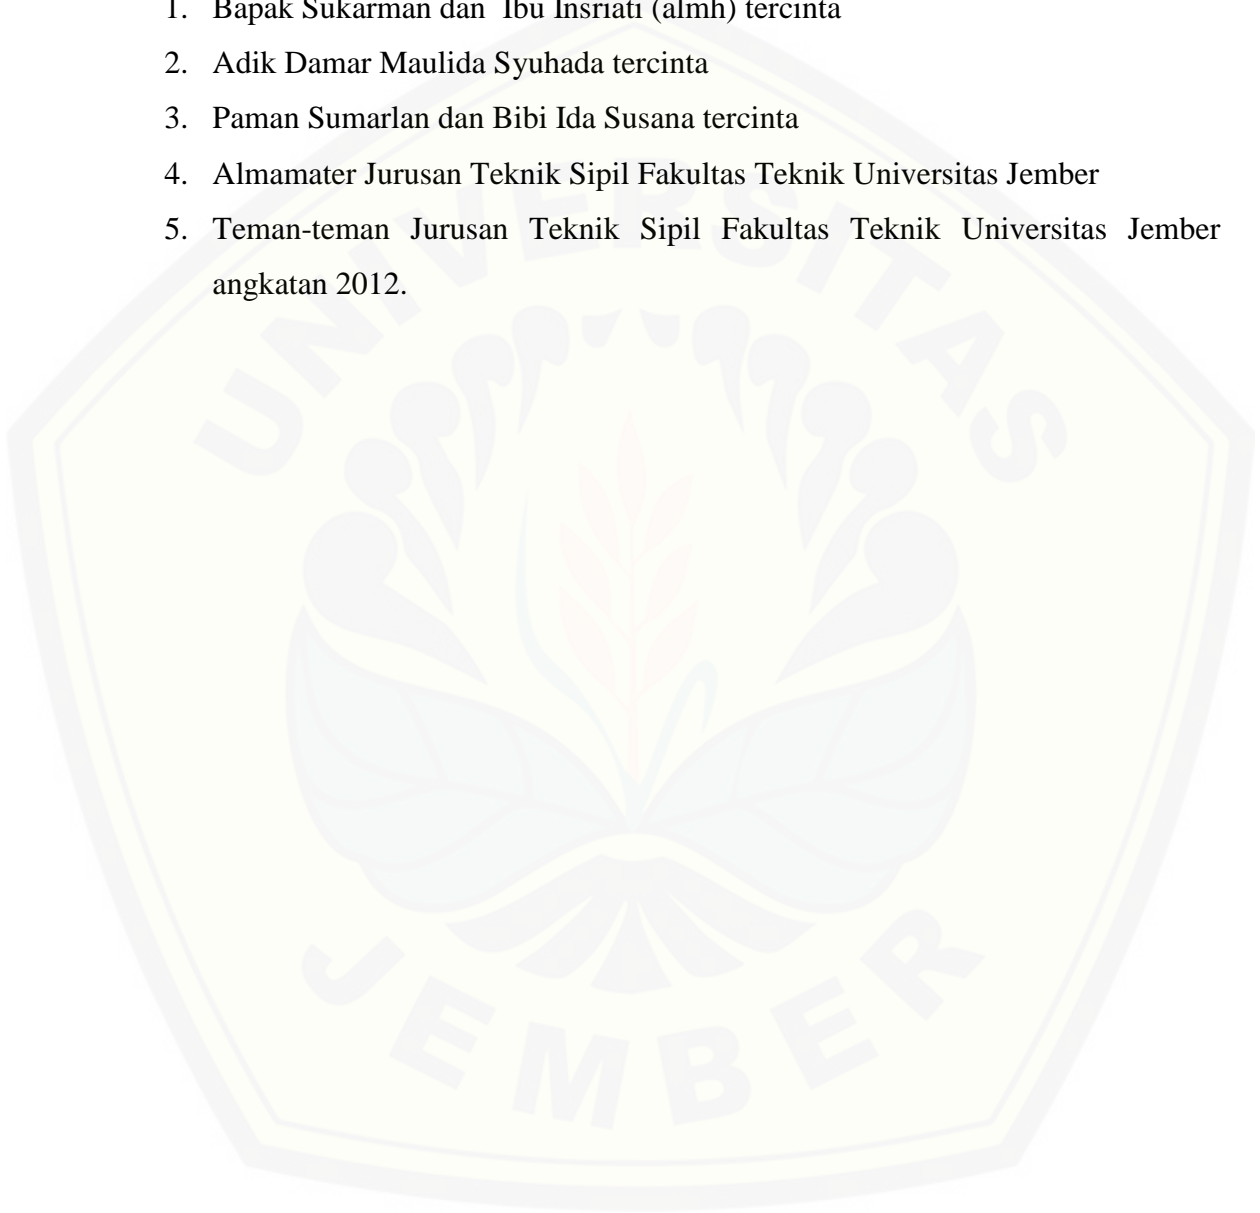 1. Bapak Sukarman dan Ibu Insriati (almh) tercinta
2. Adik Damar Maulida Syuhada tercinta
3. Paman Sumarlan dan Bibi Ida Susana tercinta
4. Almamater Jurusan Teknik Sipil Fakultas Teknik Universitas Jember
5. Teman-teman Jurusan Teknik Sipil Fakultas Teknik Universitas Jember
angkatan 2012.
UNIVERSITAS
JEMBER